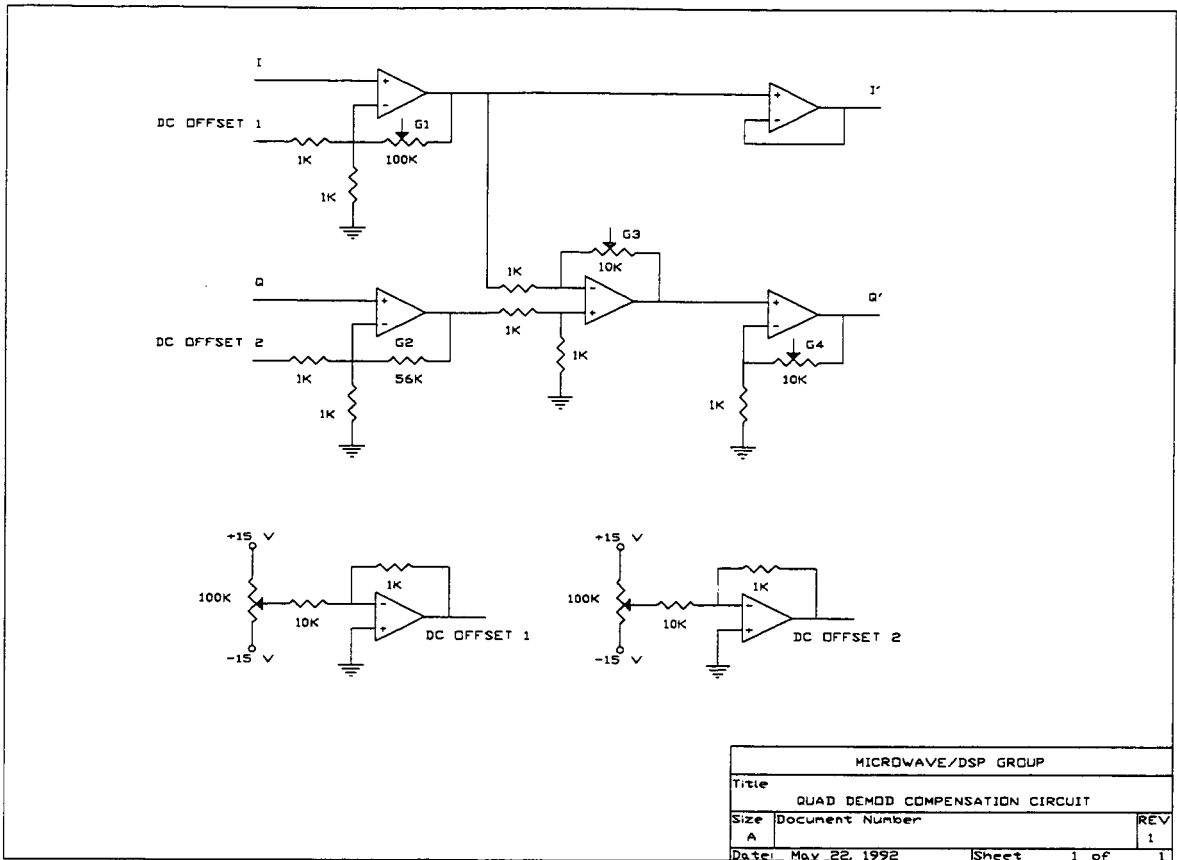 I
I'
DC OFFSET 1
G1
1K
100K
1K
G3
1K
10K
Q
Q'
1K
DC OFFSET 2
G2
G4
1K
1K
56K
10K
1K
1K
+15 V
+15 V
1K
1K
100K
100K
10K
10K
DC OFFSET 1
DC OFFSET 2
-15 V
-15 V
MICROWAVE/DSP GROUP
Title
QUAD DEMOD COMPENSATION CIRCUIT
Size Document Number REV
A 1
Date: May 22, 1992 Sheet 1 of 1